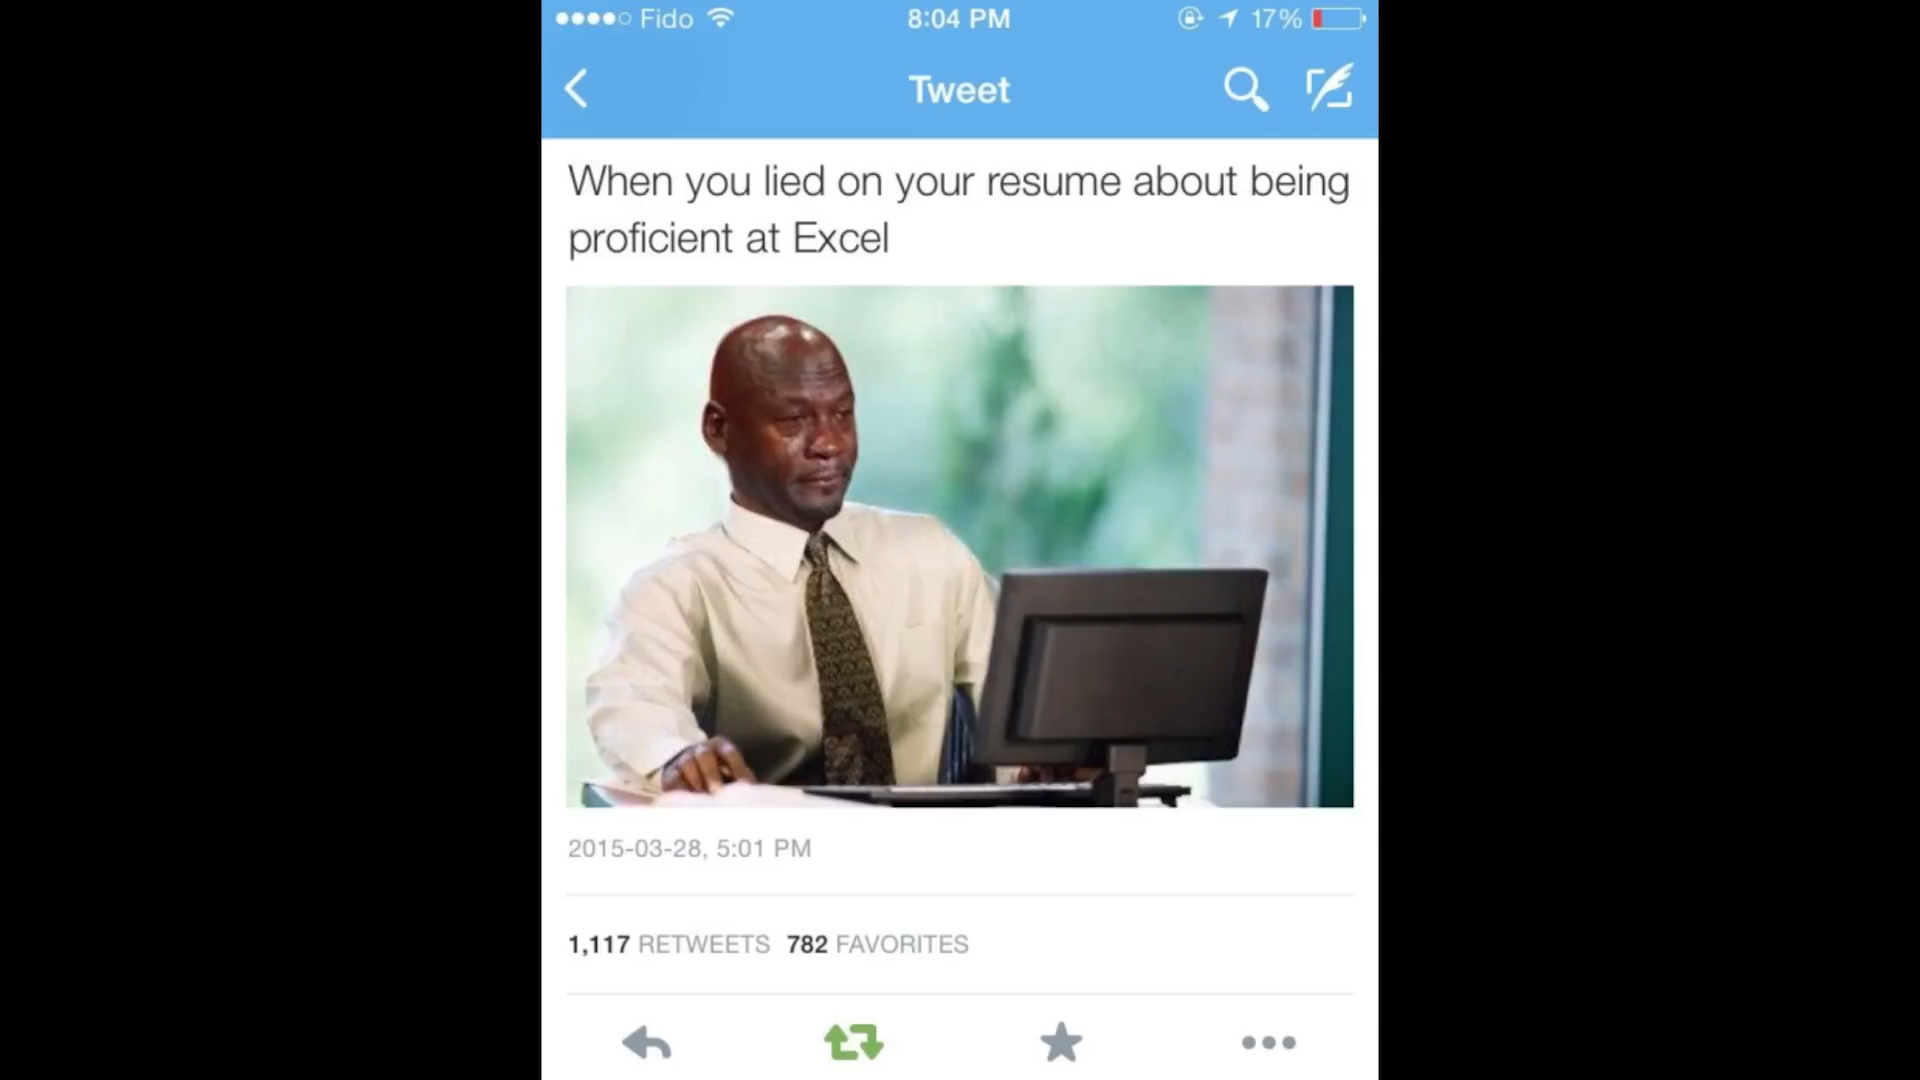 Fido 8:04 PM 17%
Tweet
When you lied on your resume about being
proficient at Excel
2015-03-28, 5:01 PM
1,117 RETWEETS 782 FAVORITES